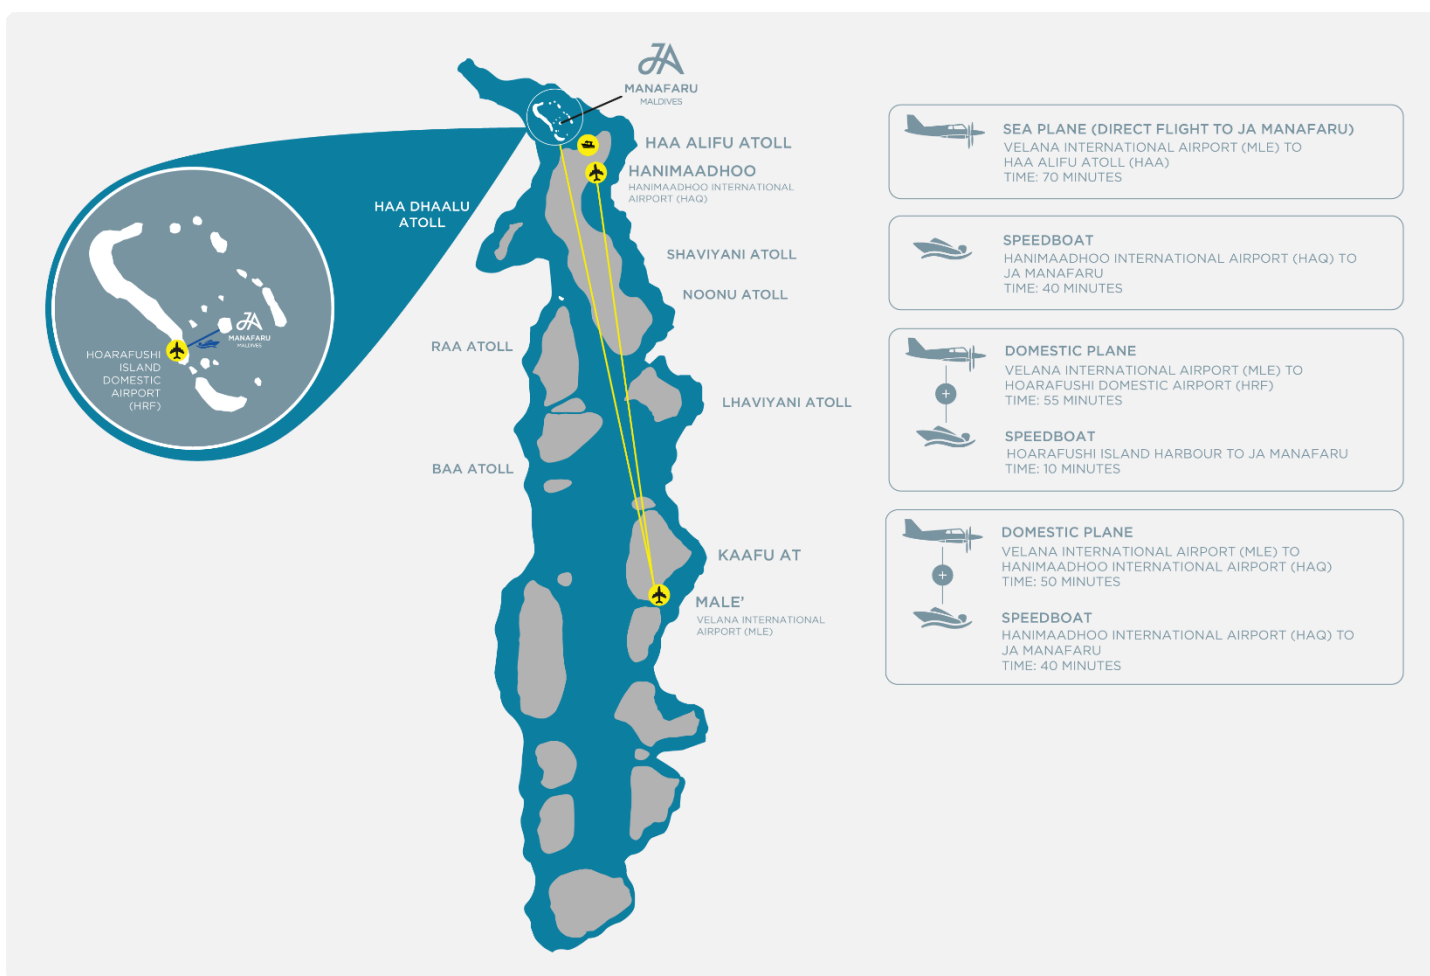 JA
MANAFARU
MALDIVES
HAA ALIFU ATOLL
HANIMAADHOO
HANIMAADHOO INTERNATIONAL
AIRPORT (HAQ)
HAA DHAALU
ATOLL
SHAVIYANI ATOLL
NOONU ATOLL
RAA ATOLL
LHAVIYANI ATOLL
BAA ATOLL
KAAFU AT
MALE’
VELANA INTERNATIONAL
AIRPORT (MLE)
JA
MANAFARU
MALDIVES
HOARAFUSHI
ISLAND
DOMESTIC
AIRPORT
(HRF)
SEA PLANE (DIRECT FLIGHT TO JA MANAFARU)
VELANA INTERNATIONAL AIRPORT (MLE) TO
HAA ALIFU ATOLL (HAA)
TIME: 70 MINUTES
SPEEDBOAT
HANIMAADHOO INTERNATIONAL AIRPORT (HAQ) TO
JA MANAFARU
TIME: 40 MINUTES
DOMESTIC PLANE
VELANA INTERNATIONAL AIRPORT (MLE) TO
HOARAFUSHI DOMESTIC AIRPORT (HRF)
TIME: 55 MINUTES
+
SPEEDBOAT
HOARAFUSHI ISLAND HARBOUR TO JA MANAFARU
TIME: 10 MINUTES
DOMESTIC PLANE
VELANA INTERNATIONAL AIRPORT (MLE) TO
HANIMAADHOO INTERNATIONAL AIRPORT (HAQ)
TIME: 50 MINUTES
+
SPEEDBOAT
HANIMAADHOO INTERNATIONAL AIRPORT (HAQ) TO
JA MANAFARU
TIME: 40 MINUTES